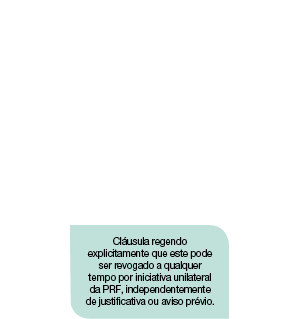 Cláusula regendo
explicitamente que este pode
ser revogado a qualquer
tempo por iniciativa unilateral
da PRF, independentemente
de justificativa ou aviso prévio.